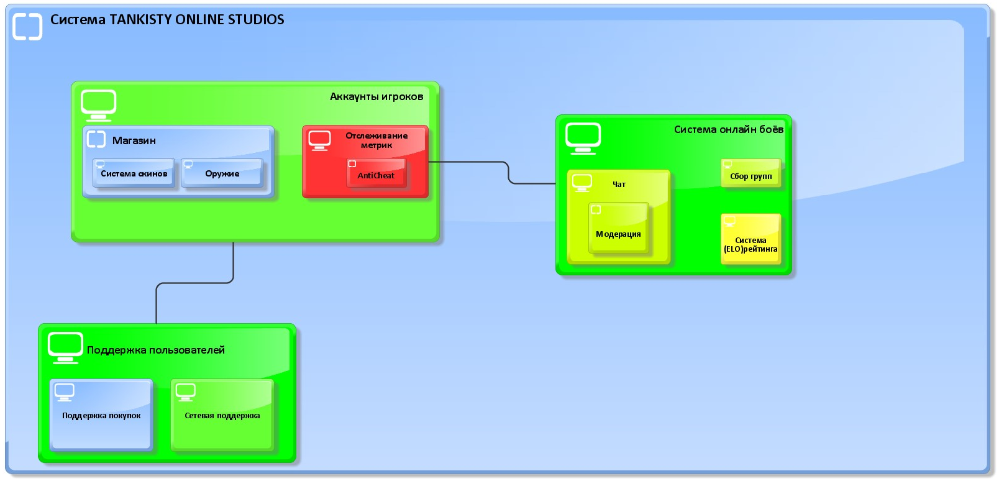 Система TANKISTY ONLINE STUDIOS
Аккаунты игроков
Магазин
Система скинов
Оружие
Отслеживание
метрик
AntiCheat
Система онлайн боёв
Чат
Модерация
Сбор групп
Система
(ELO)рейтинга
Поддержка пользователей
Поддержка покупок
Сетевая поддержка